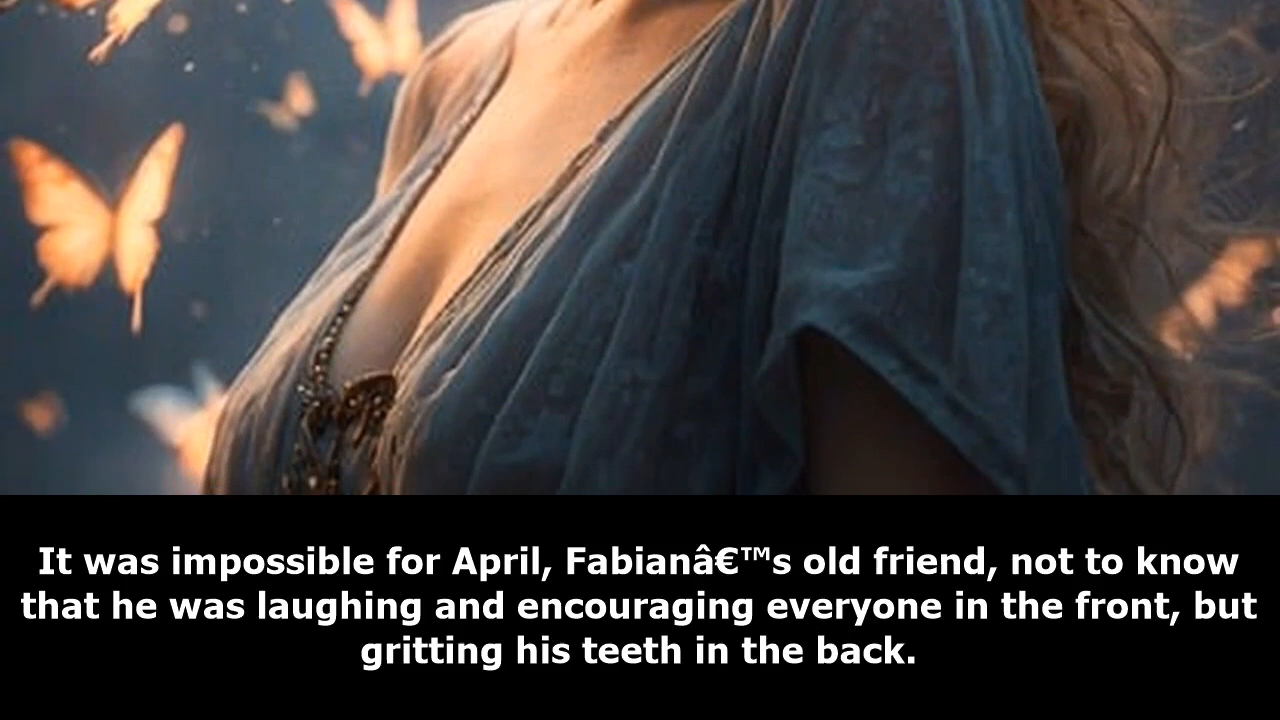 It was impossible for April, Fabianâ€™s old friend, not to know
that he was laughing and encouraging everyone in the front, but
gritting his teeth in the back.